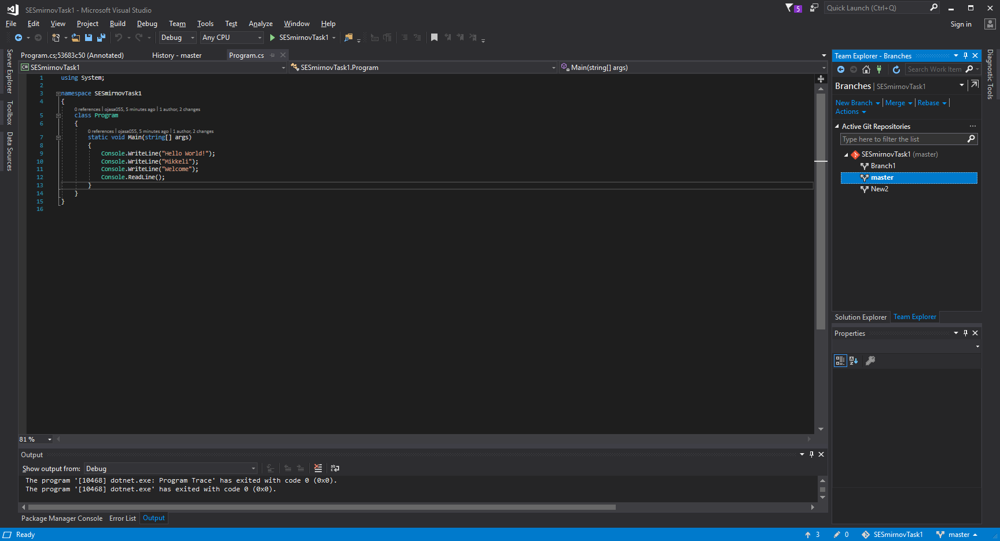 SESmirnovTask1 - Microsoft Visual Studio
5
Quick Launch (Ctrl+Q)
File Edit View Project Build Debug Team Tools Test Analyze Window Help
Sign in
Debug Any CPU SESmirnovTask1
Server Explorer
Toolbox
Data Sources
Program.cs;53683c50 (Annotated) History - master Program.cs
C# SESmirnovTask1 SESmirnovTask1.Program Main(string[] args)
1 using System;
2
3 namespace SESmirnovTask1
4 {
0 references | ojasa055, 5 minutes ago | 1 author, 2 changes
5 class Program
6 {
0 references | ojasa055, 5 minutes ago | 1 author, 2 changes
7 static void Main(string[] args)
8 {
9 Console.WriteLine("Hello World!");
10 Console.WriteLine("Mikkeli");
11 Console.WriteLine("Welcome");
12 Console.ReadLine();
13 }
14 }
15 }
16
81 %
Output
Show output from: Debug
The program '[10468] dotnet.exe: Program Trace' has exited with code 0 (0x0).
The program '[10468] dotnet.exe' has exited with code 0 (0x0).
Package Manager Console Error List Output
Team Explorer - Branches
Search Work Item
Branches | SESmirnovTask1
New Branch Merge Rebase
Actions
Active Git Repositories
Type here to filter the list
SESmirnovTask1 (master)
Branch1
master
New2
Solution Explorer Team Explorer
Properties
Diagnostic Tools
Ready
3 0 SESmirnovTask1 master